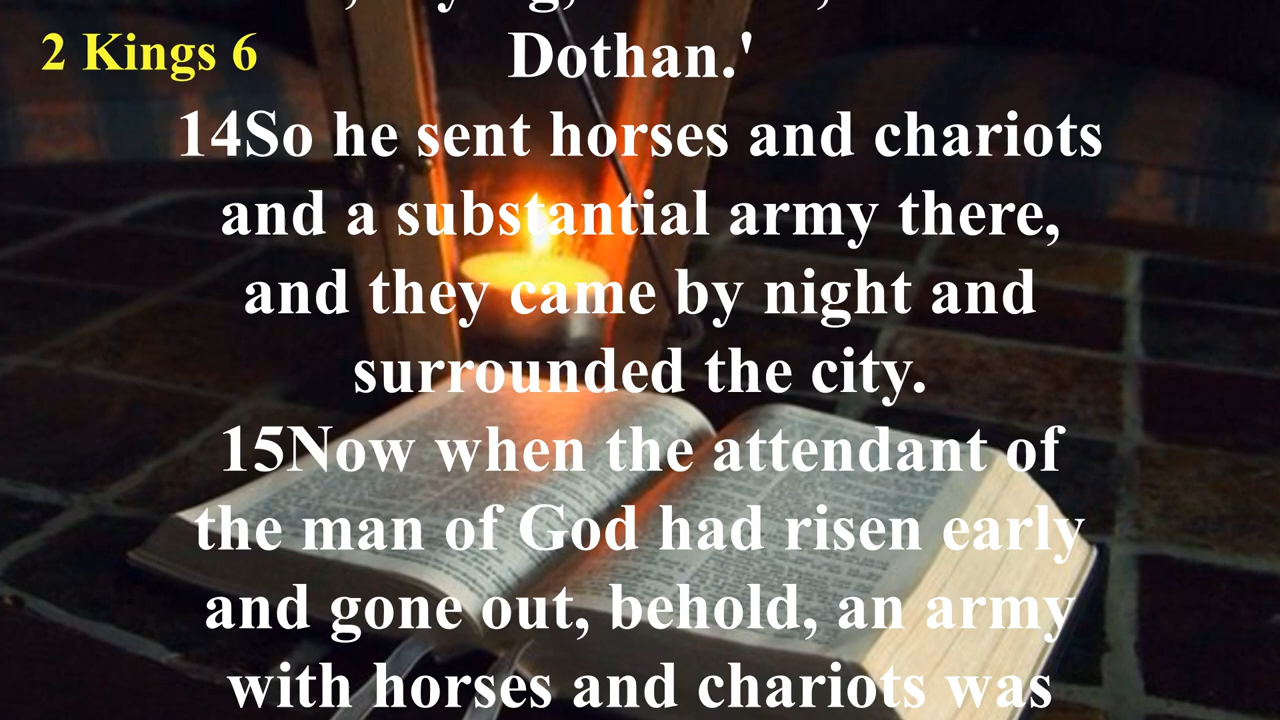 2 Kings 6
Dothan.'
14So he sent horses and chariots
and a substantial army there,
and they came by night and
surrounded the city.
15Now when the attendant of
the man of God had risen early
and gone out, behold, an army
with horses and chariots was